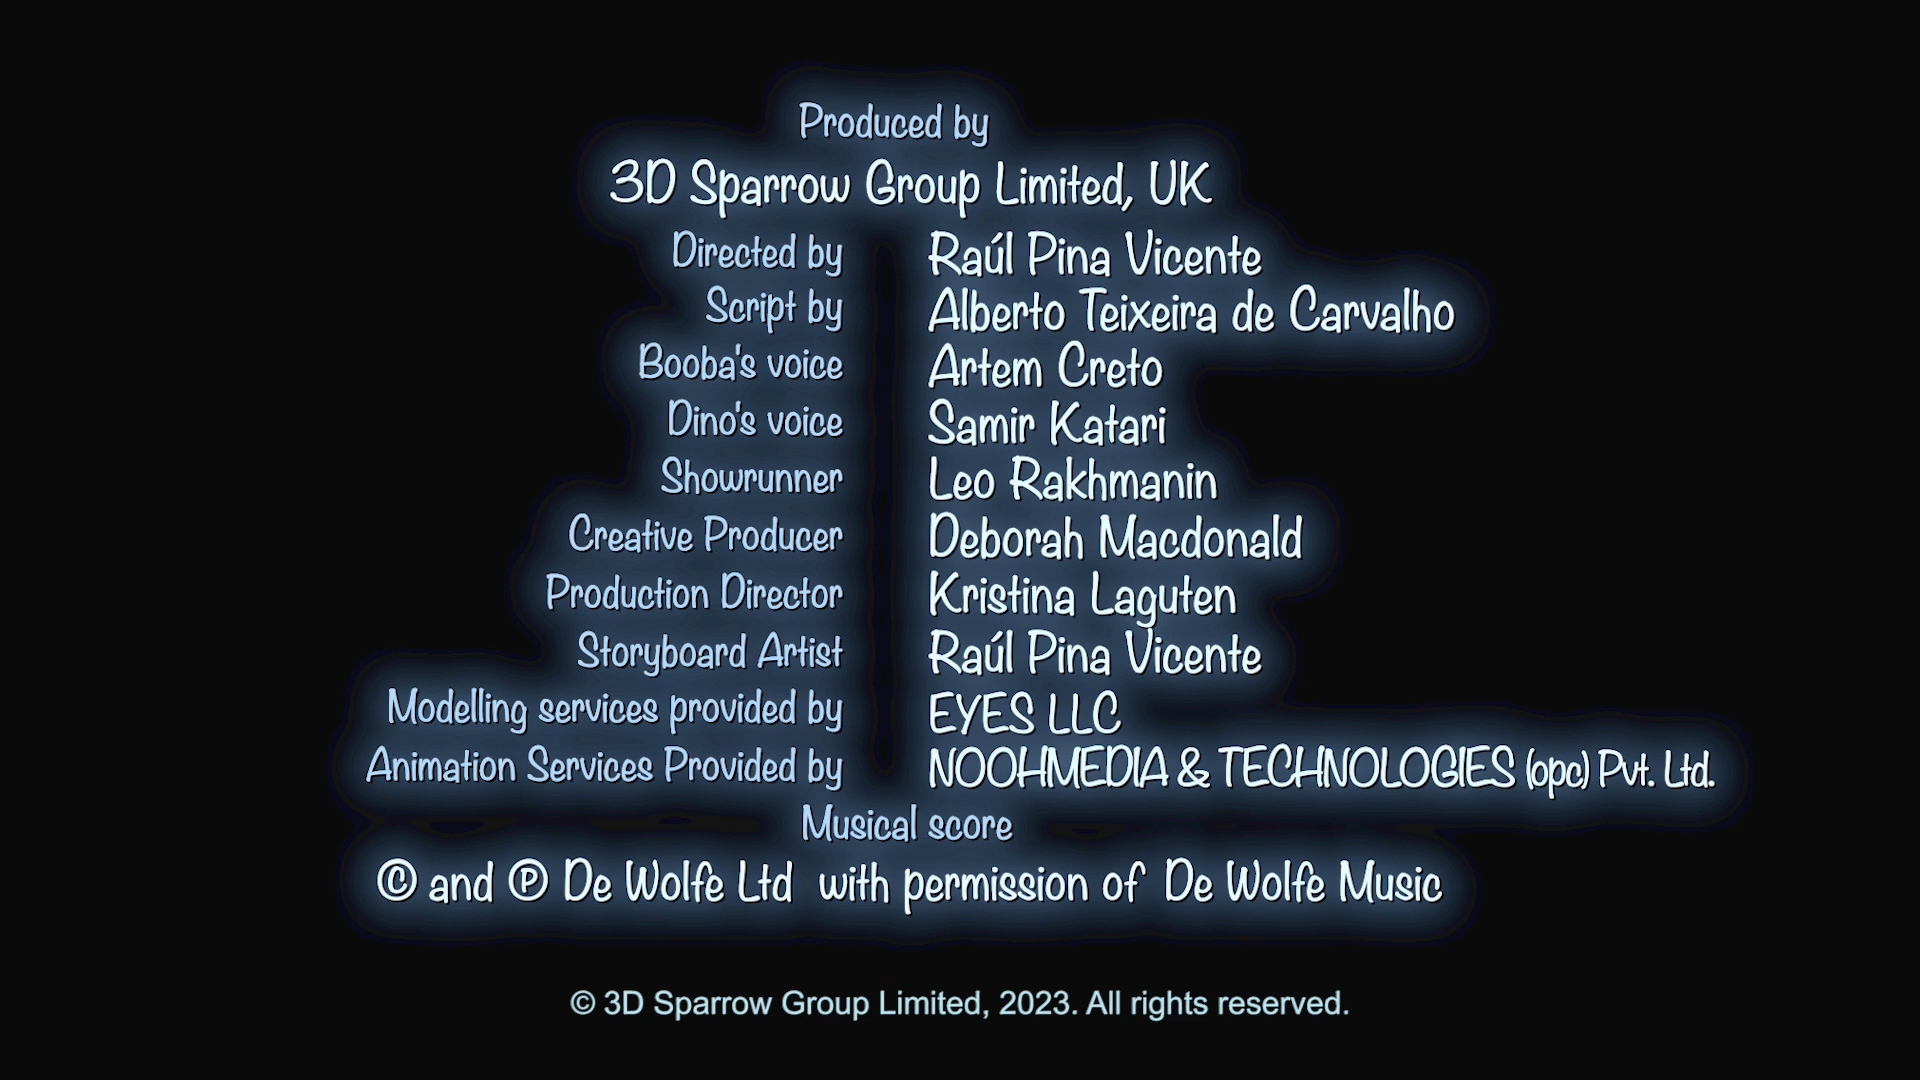 Produced by
3D Sparrow Group Limited, UK
Directed by Raúl Pina Vicente
Script by Alberto Teixeira de Carvalho
Booba's voice Artem Creto
Dino's voice Samir Katari
Showrunner Leo Rakhmanin
Creative Producer Deborah Macdonald
Production Director Kristina Laguten
Storyboard Artist Raúl Pina Vicente
Modelling services provided by EYES LLC
Animation Services Provided by NOOHMEDIA & TECHNOLOGIES (opc) Pvt. Ltd.
Musical score
© and ℗ De Wolfe Ltd with permission of De Wolfe Music
© 3D Sparrow Group Limited, 2023. All rights reserved.